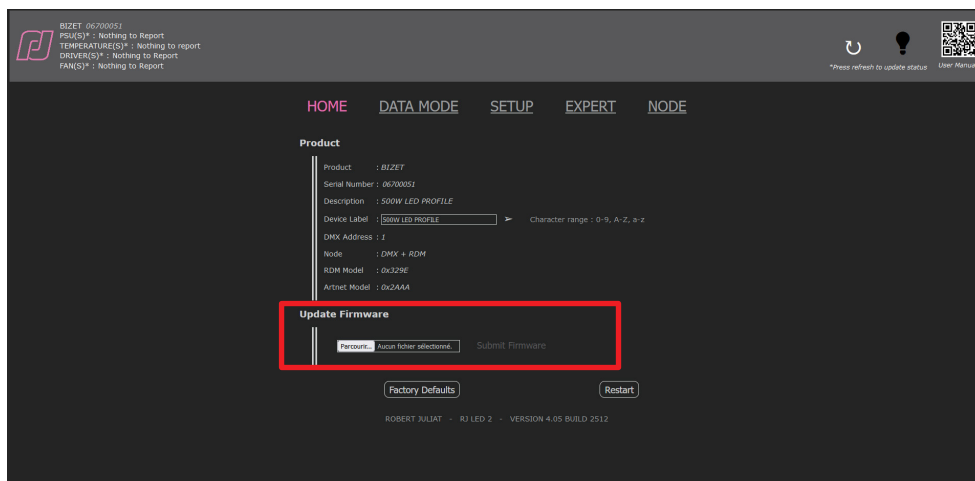 BIZET 06700051
PSU(S)* : Nothing to Report
TEMPERATURE(S)* : Nothing to report
DRIVER(S)* : Nothing to Report
FAN(S)* : Nothing to Report
*Press refresh to update status
User Manua
HOME DATA MODE SETUP EXPERT NODE
Product
Product : BIZET
Serial Number : 06700051
Description : 500W LED PROFILE
Device Label : 500W LED PROFILE ➢ Character range : 0-9, A-Z, a-z
DMX Address : 1
Node : DMX + RDM
RDM Model : 0x329E
Artnet Model : 0x2AAA
Update Firmware
Parcourir... Aucun fichier sélectionné. Submit Firmware
Factory Defaults Restart
ROBERT JULIAT - RJ LED 2 - VERSION 4.05 BUILD 2512